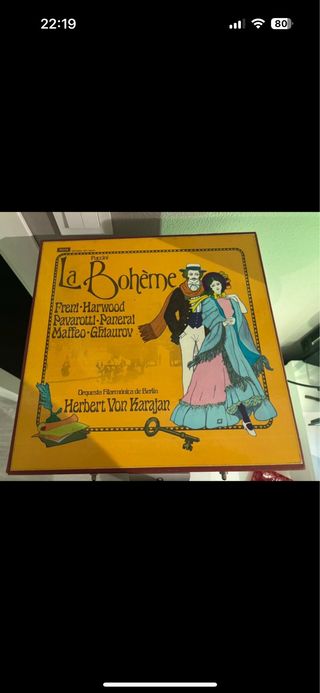 22:19
80
DECCA
Puccini
La Bohème
Freni·Harwood
Pavarotti·Panerai
Maffeo·Ghiaurov
Orquesta Filarmónica de Berlín
Herbert Von Karajan